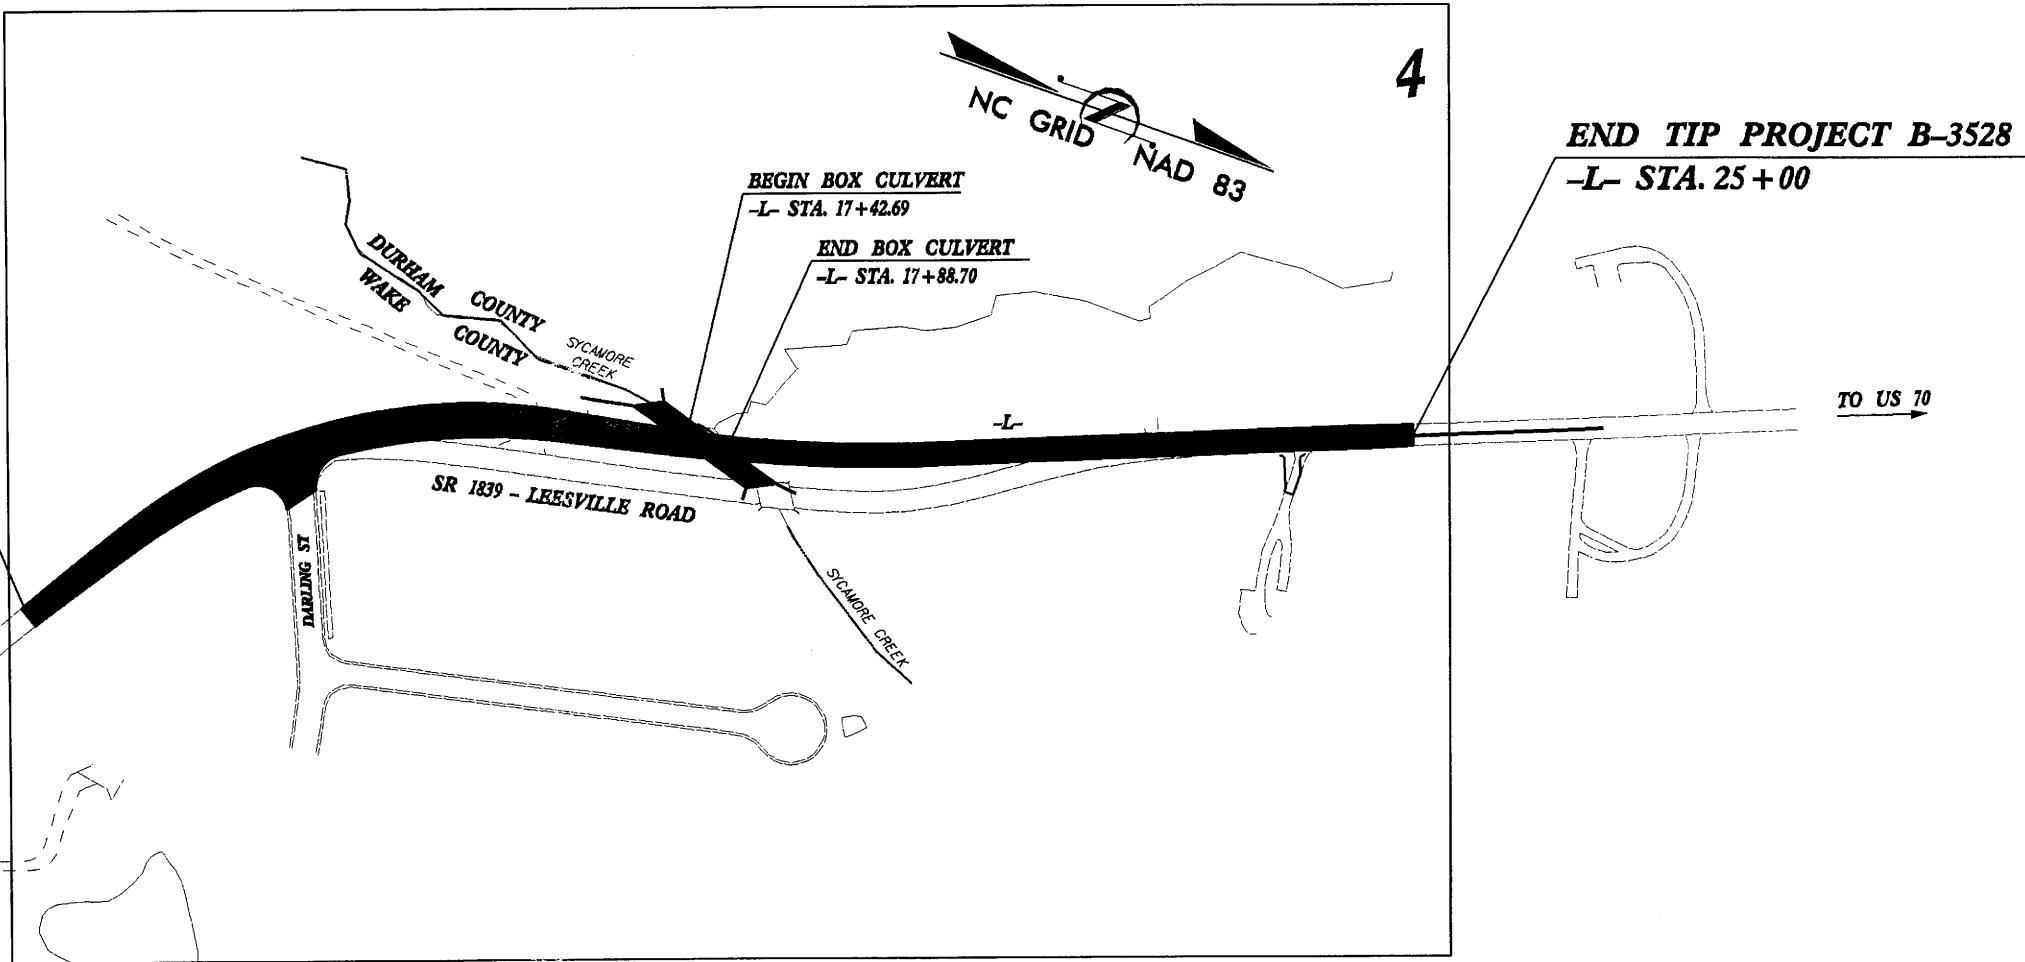 4
NC GRID NAD 83
END TIP PROJECT B-3528
-L- STA. 25+00
BEGIN BOX CULVERT
-L- STA. 17+42.69
END BOX CULVERT
-L- STA. 17+88.70
DURHAM COUNTY
WAKE COUNTY
SYCAMORE
CREEK
-L-
TO US 70
SR 1839 - LEESVILLE ROAD
DARLING ST
SYCAMORE CREEK